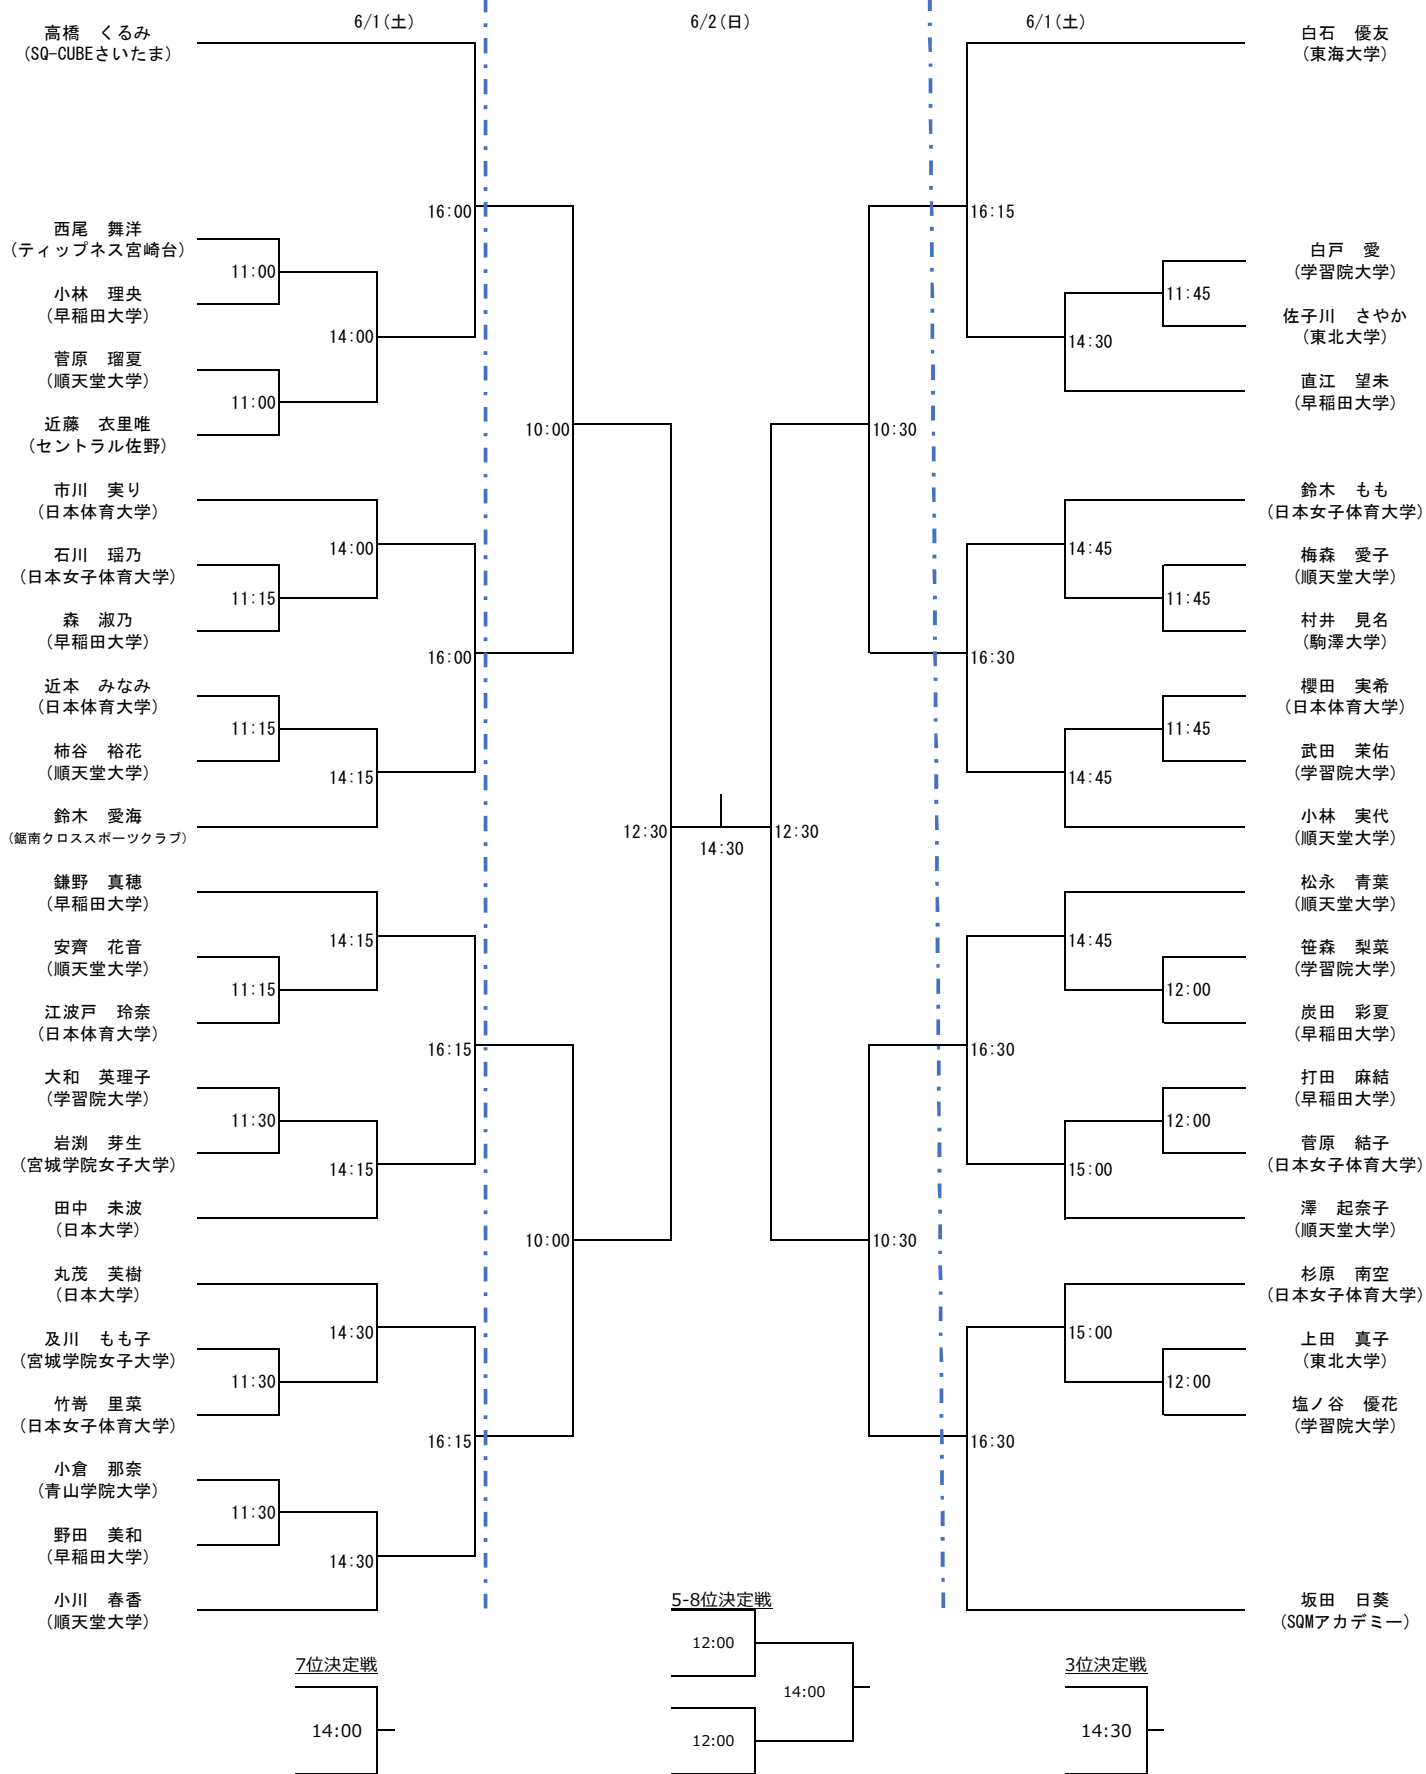 6/1(土)
6/2(日)
6/1(土)
高橋　くるみ
(SQ-CUBEさいたま)
16:00
西尾　舞洋
(ティップネス宮崎台)
11:00
小林　理央
(早稲田大学)
14:00
菅原　瑠夏
(順天堂大学)
11:00
近藤　衣里唯
(セントラル佐野)
10:00
市川　実り
(日本体育大学)
14:00
石川　瑶乃
(日本女子体育大学)
11:15
森　淑乃
(早稲田大学)
16:00
近本　みなみ
(日本体育大学)
11:15
柿谷　裕花
(順天堂大学)
14:15
鈴木　愛海
(鋸南クロススポーツクラブ)
12:30
14:30
12:30
鎌野　真穂
(早稲田大学)
14:15
安齊　花音
(順天堂大学)
11:15
江波戸　玲奈
(日本体育大学)
16:15
大和　英理子
(学習院大学)
11:30
岩渕　芽生
(宮城学院女子大学)
14:15
田中　未波
(日本大学)
10:00
丸茂　芙樹
(日本大学)
14:30
及川　もも子
(宮城学院女子大学)
11:30
竹嵜　里菜
(日本女子体育大学)
16:15
小倉　那奈
(青山学院大学)
11:30
野田　美和
(早稲田大学)
14:30
小川　春香
(順天堂大学)
白石　優友
(東海大学)
16:15
白戸　愛
(学習院大学)
11:45
佐子川　さやか
(東北大学)
14:30
直江　望未
(早稲田大学)
10:30
鈴木　もも
(日本女子体育大学)
14:45
梅森　愛子
(順天堂大学)
11:45
村井　見名
(駒澤大学)
16:30
櫻田　実希
(日本体育大学)
11:45
武田　茉佑
(学習院大学)
14:45
小林　実代
(順天堂大学)
松永　青葉
(順天堂大学)
14:45
笹森　梨菜
(学習院大学)
12:00
炭田　彩夏
(早稲田大学)
16:30
打田　麻結
(早稲田大学)
12:00
菅原　結子
(日本女子体育大学)
15:00
澤　起奈子
(順天堂大学)
10:30
杉原　南空
(日本女子体育大学)
15:00
上田　真子
(東北大学)
12:00
塩ノ谷　優花
(学習院大学)
16:30
坂田　日葵
(SQMアカデミー)
7位決定戦
14:00
5-8位決定戦
12:00
14:00
12:00
3位決定戦
14:30